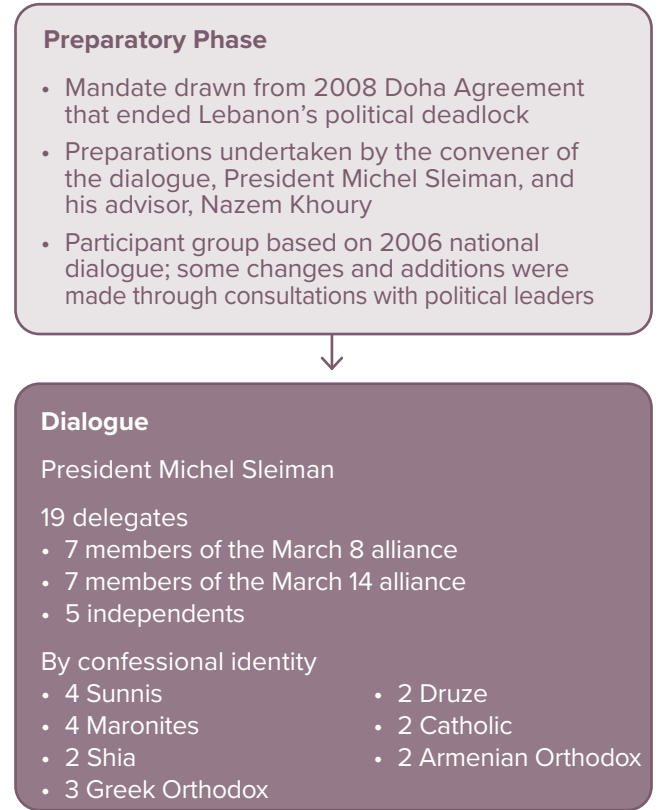 Preparatory Phase
• Mandate drawn from 2008 Doha Agreement
that ended Lebanon’s political deadlock
• Preparations undertaken by the convener of
the dialogue, President Michel Sleiman, and
his advisor, Nazem Khoury
• Participant group based on 2006 national
dialogue; some changes and additions were
made through consultations with political leaders
Dialogue
President Michel Sleiman
19 delegates
• 7 members of the March 8 alliance
• 7 members of the March 14 alliance
• 5 independents
By confessional identity
• 4 Sunnis
• 4 Maronites
• 2 Shia
• 3 Greek Orthodox
• 2 Druze
• 2 Catholic
• 2 Armenian Orthodox